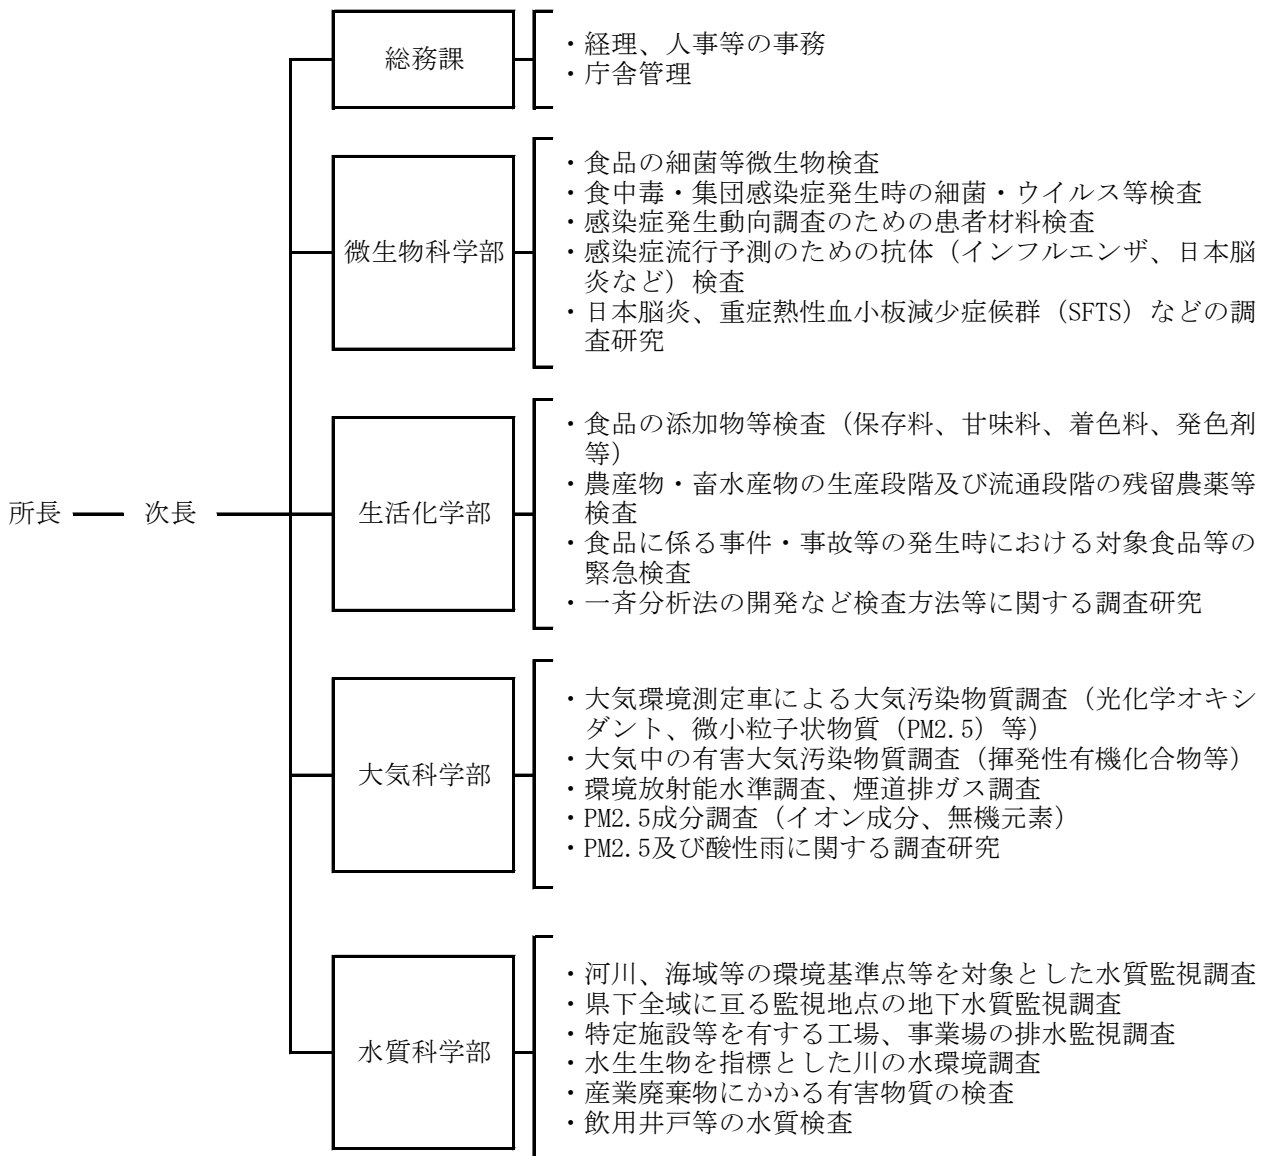 総務課
・経理、人事等の事務
・庁舎管理
微生物科学部
・食品の細菌等微生物検査
・食中毒・集団感染症発生時の細菌・ウイルス等検査
・感染症発生動向調査のための患者材料検査
・感染症流行予測のための抗体（インフルエンザ、日本脳
炎など）検査
・日本脳炎、重症熱性血小板減少症候群（SFTS）などの調
査研究
所長
次長
生活化学部
・食品の添加物等検査（保存料、甘味料、着色料、発色剤
等）
・農産物・畜水産物の生産段階及び流通段階の残留農薬等
検査
・食品に係る事件・事故等の発生時における対象食品等の
緊急検査
・一斉分析法の開発など検査方法等に関する調査研究
大気科学部
・大気環境測定車による大気汚染物質調査（光化学オキシ
ダント、微小粒子状物質（PM2.5）等）
・大気中の有害大気汚染物質調査（揮発性有機化合物等）
・環境放射能水準調査、煙道排ガス調査
・PM2.5成分調査（イオン成分、無機元素）
・PM2.5及び酸性雨に関する調査研究
水質科学部
・河川、海域等の環境基準点等を対象とした水質監視調査
・県下全域に亘る監視地点の地下水質監視調査
・特定施設等を有する工場、事業場の排水監視調査
・水生生物を指標とした川の水環境調査
・産業廃棄物にかかる有害物質の検査
・飲用井戸等の水質検査